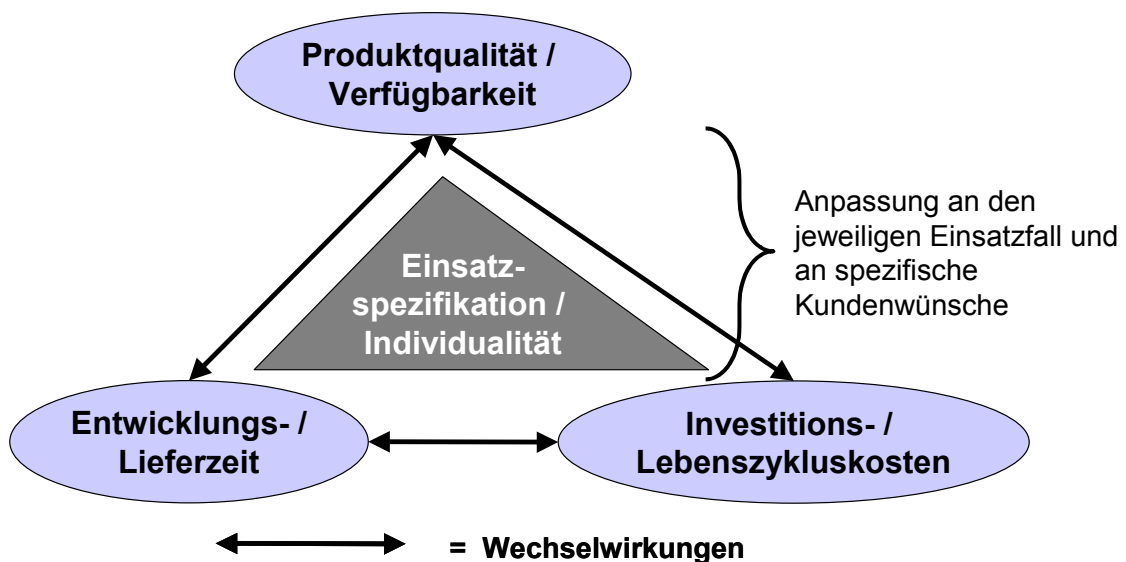 Produktqualität /
Verfügbarkeit
Einsatz-
spezifikation /
Individualität
Anpassung an den
jeweiligen Einsatzfall und
an spezifische
Kundenwünsche
Entwicklungs- /
Lieferzeit
Investitions- /
Lebenszykluskosten
= Wechselwirkungen